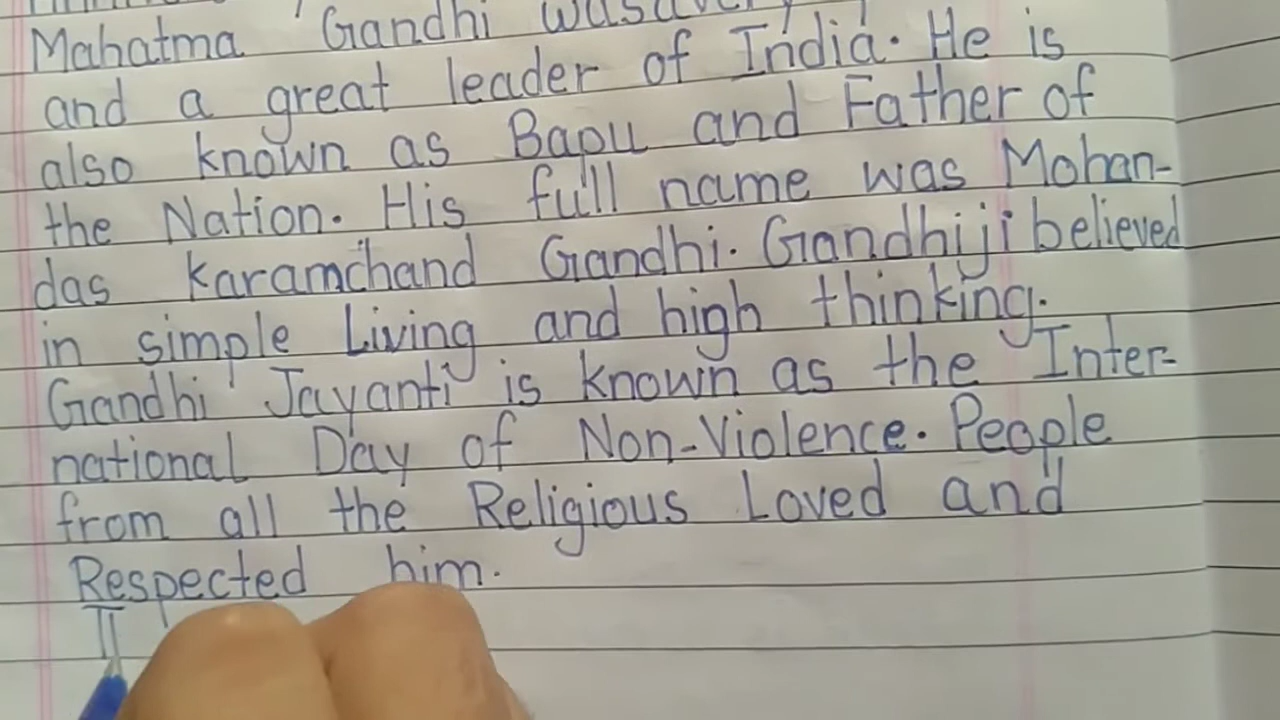 Mahatma Gandhi was a very
and a great leader of India. He is
also known as Bapu and Father of
the Nation. His full name was Mohan-
das Karamchand Gandhi. Gandhiji believed
in simple Living and high thinking.
Gandhi Jayanti is known as the Inter-
national Day of Non-Violence. People
from all the Religious Loved and
Respected him.